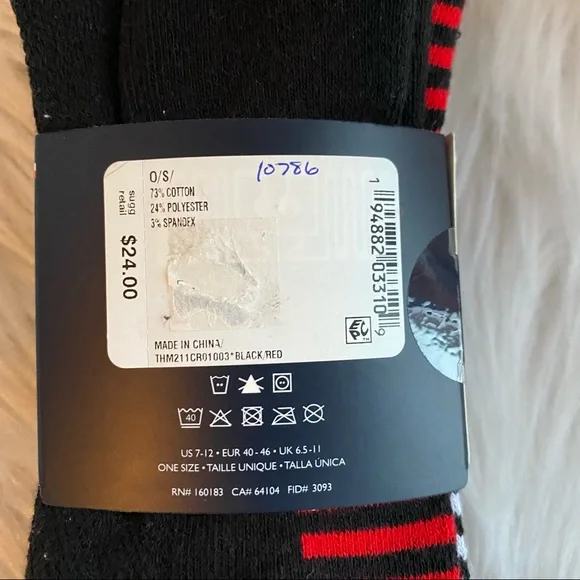 O/S/
10786
73% COTTON
24% POLYESTER
3% SPANDEX
sugg
retail
$24.00
1 94882 03310 9
EPC™
MADE IN CHINA/
THM211CR01003*BLACK/RED
40
US 7-12 • EUR 40-46 • UK 6.5-11
ONE SIZE • TAILLE UNIQUE • TALLA ÚNICA
RN# 160183 CA# 64104 FID# 3093